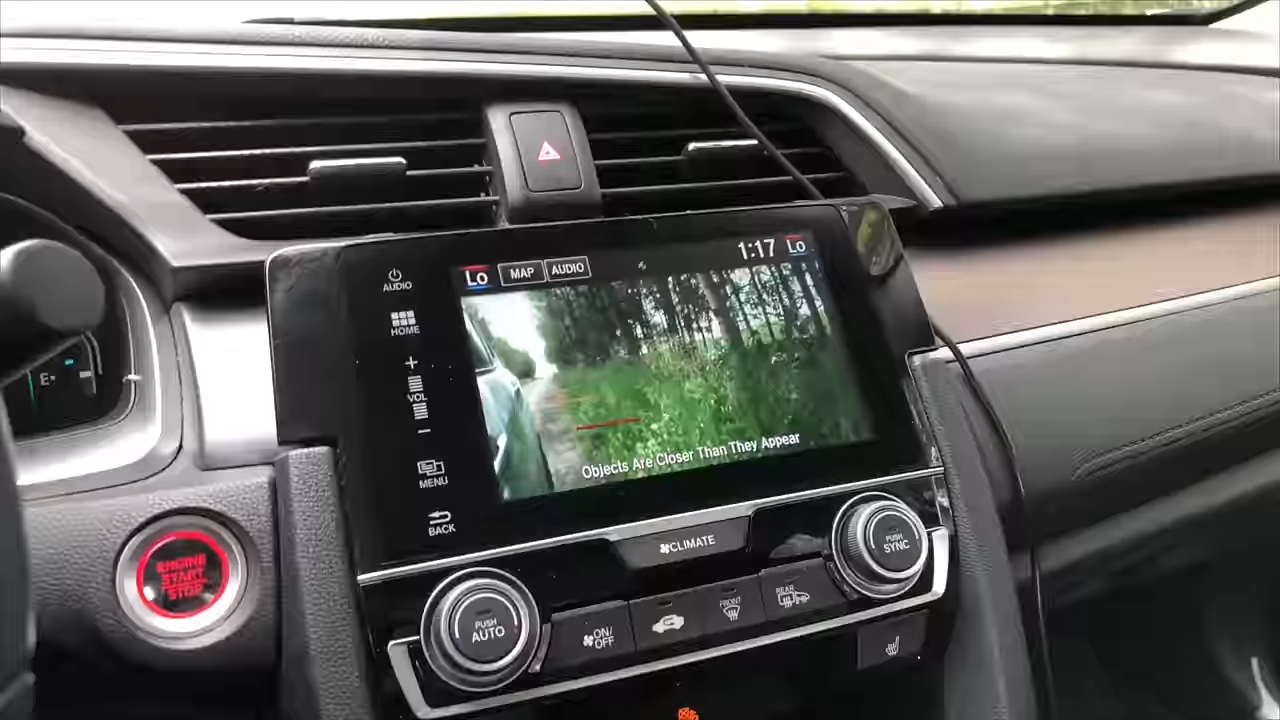 AUDIO
HOME
+
VOL
−
MENU
BACK
Lo MAP AUDIO 1:17 Lo
Objects Are Closer Than They Appear
E
ENGINE
START
STOP
CLIMATE
PUSH
AUTO
ON/
OFF
FRONT
REAR
PUSH
SYNC